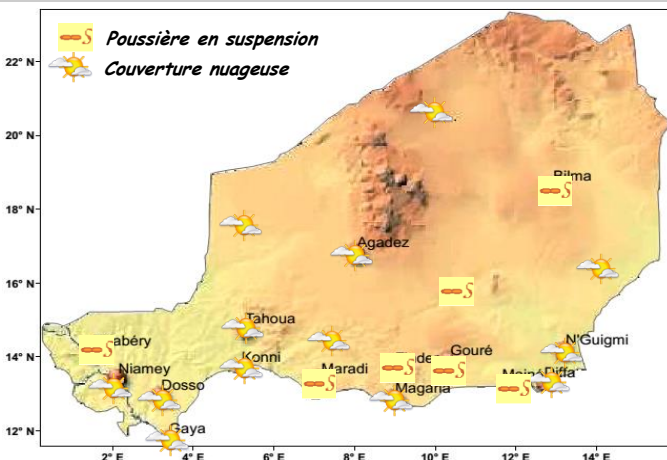 Poussière en suspension
Couverture nuageuse
22° N
20° N
Bilma
18° N
Agadez
16° N
Tahoua
N'Guigmi
14° N
Gouré
Konni
Maradi
Niamey
Diffa
Dosso
Magaria
12° N
Gaya
2° E
4° E
6° E
8° E
10° E
12° E
14° E